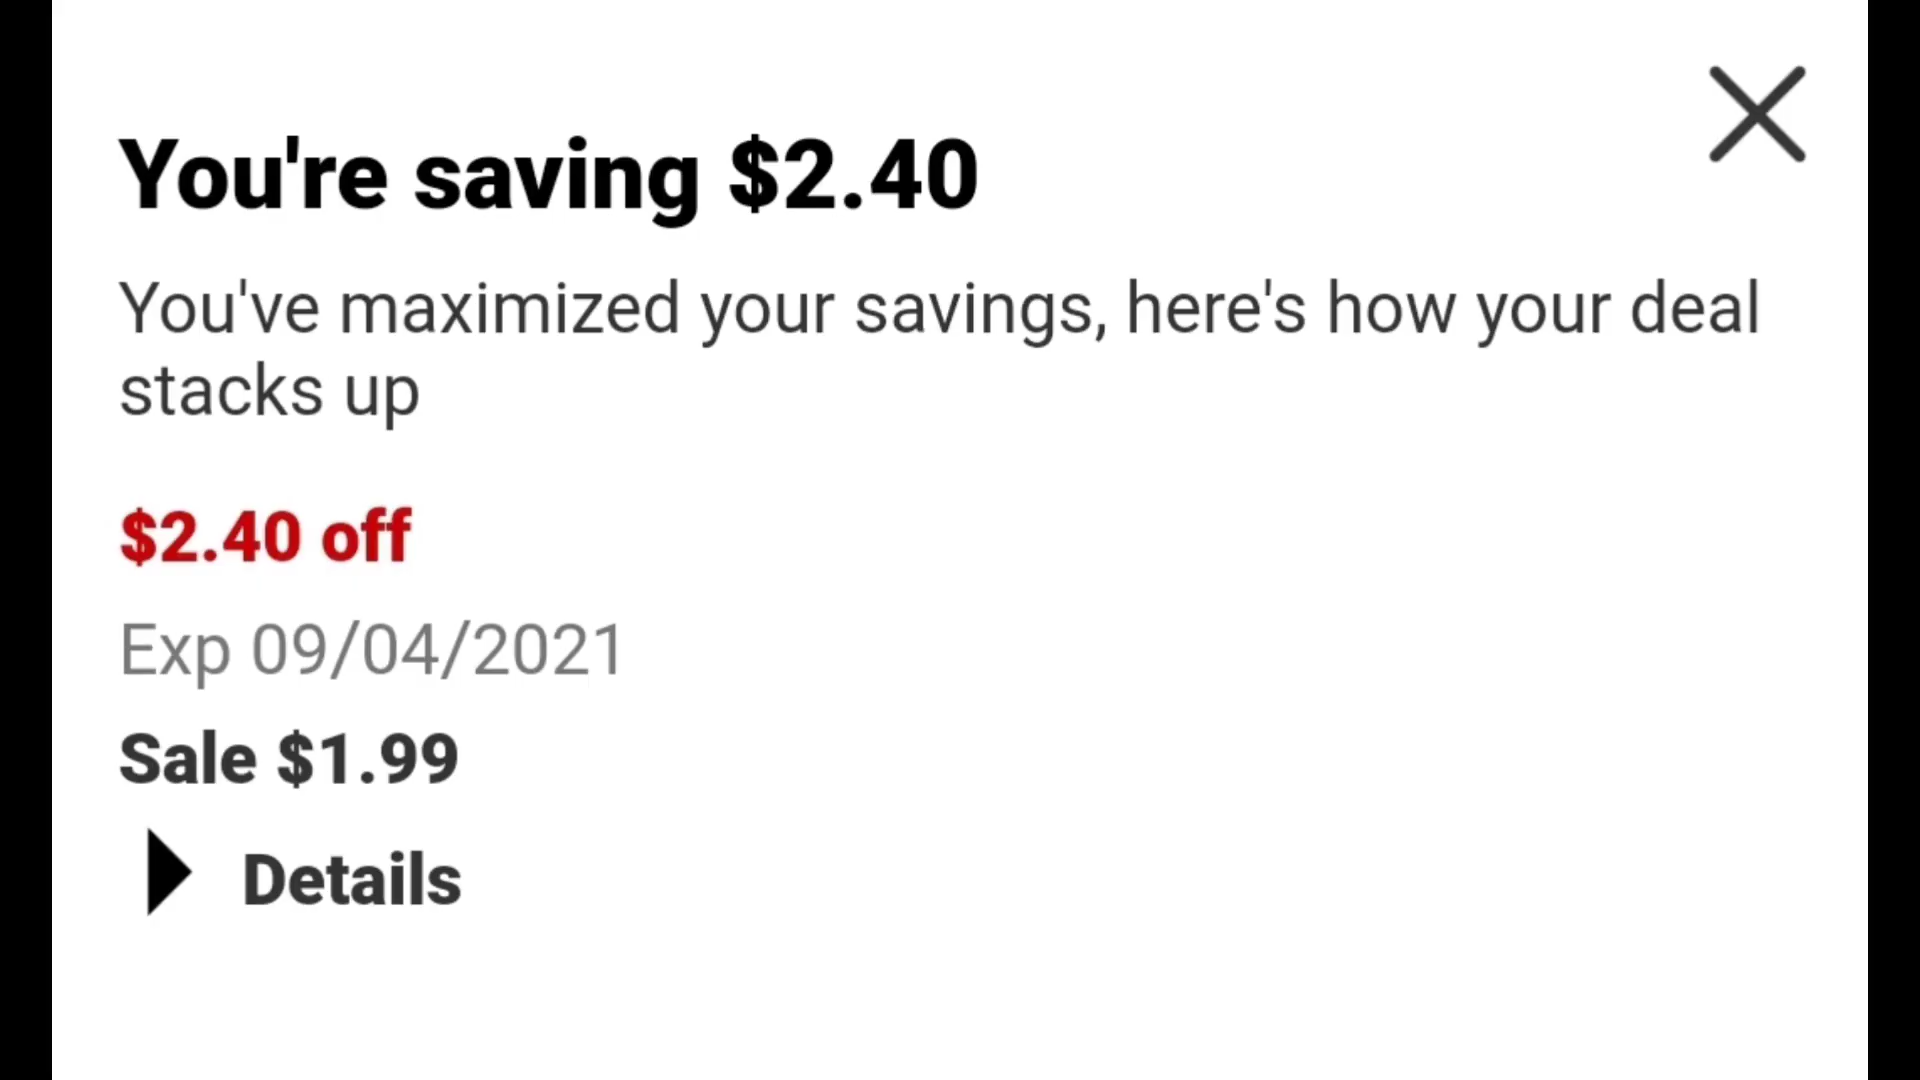 You're saving $2.40
You've maximized your savings, here's how your deal
stacks up
$2.40 off
Exp 09/04/2021
Sale $1.99
Details